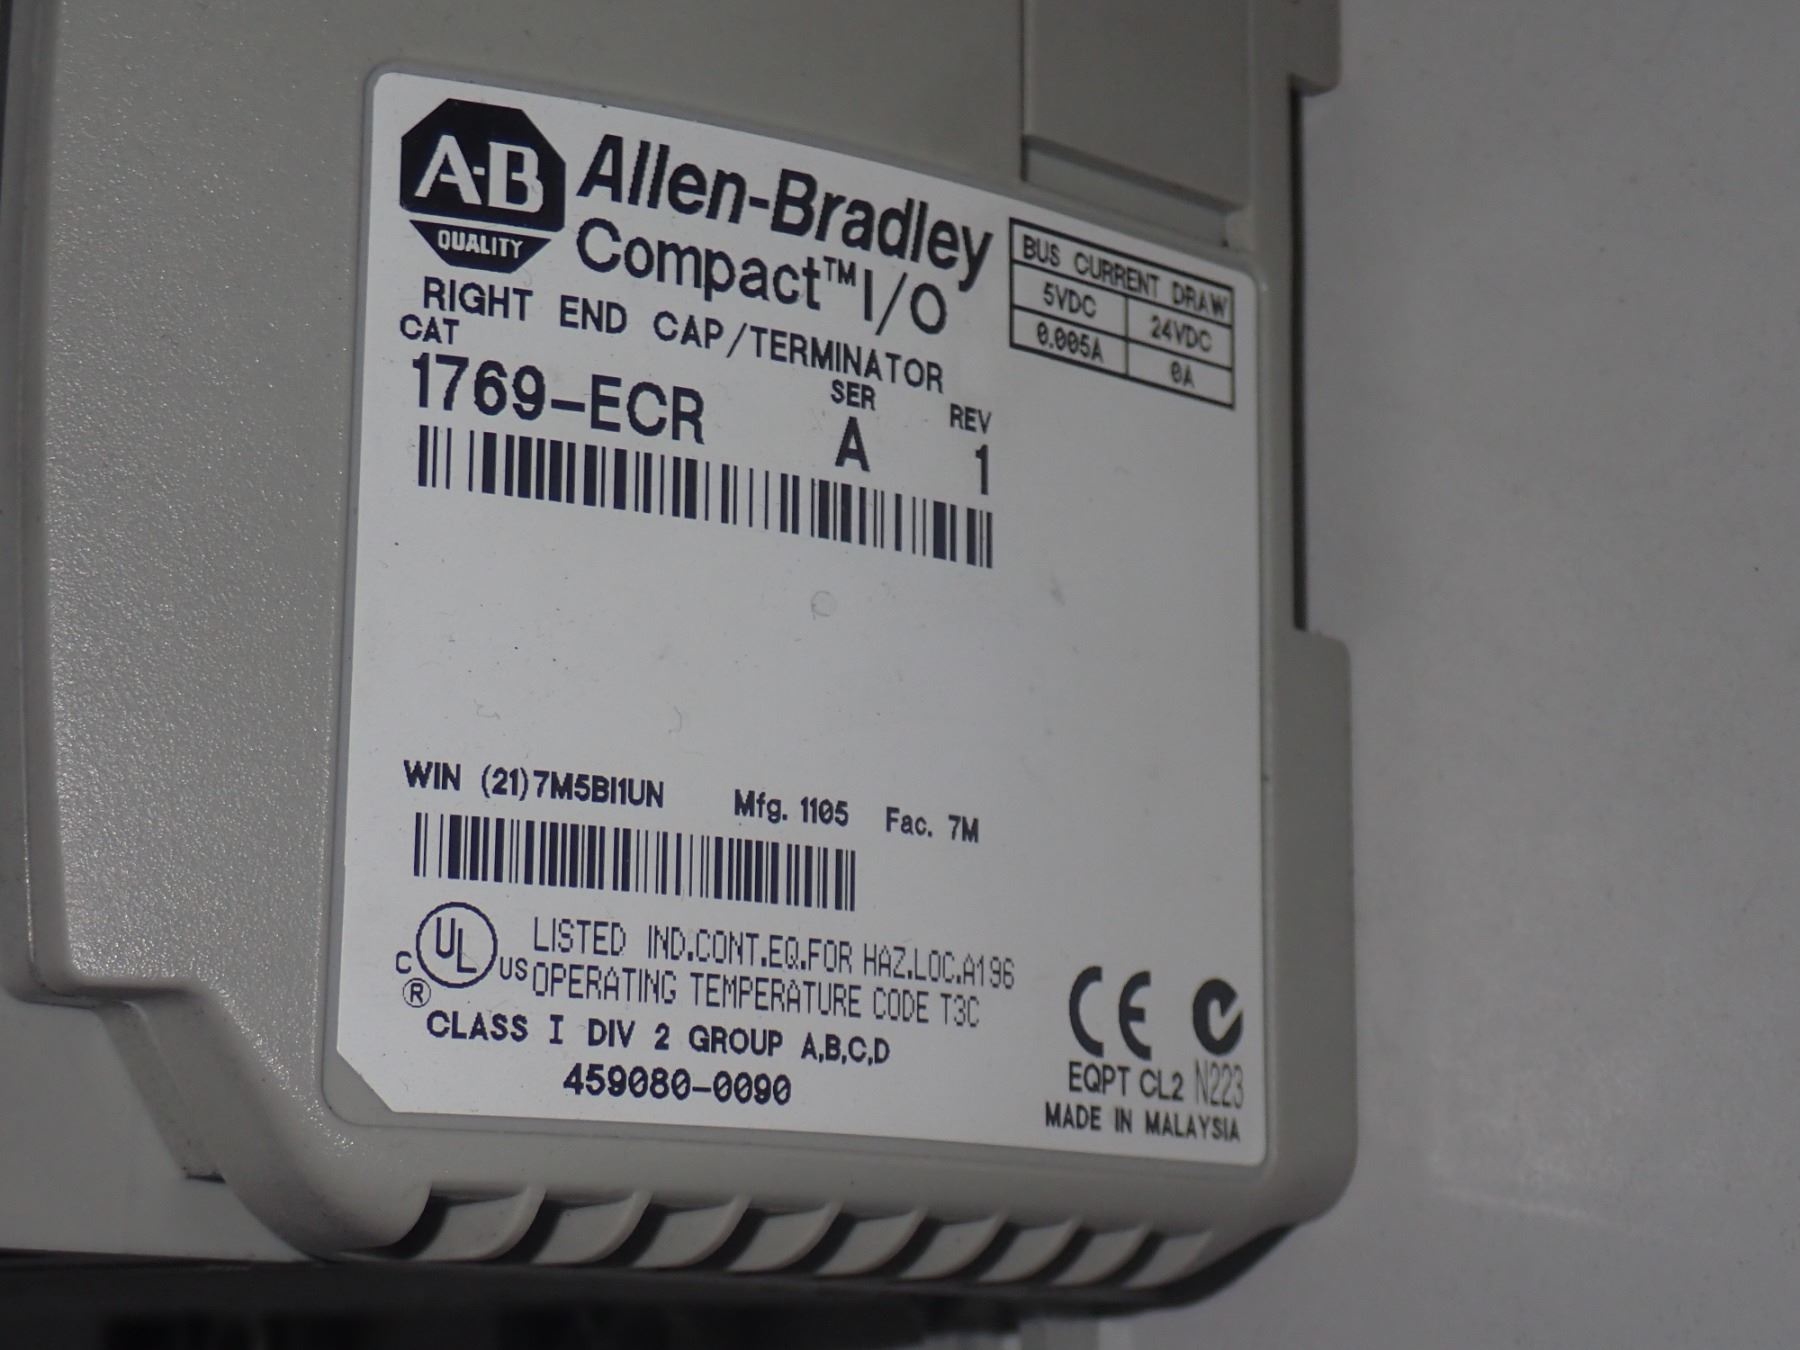 A-B
QUALITY
Allen-Bradley
Compact™ I/O
RIGHT END CAP/TERMINATOR
CAT SER REV
1769-ECR A 1
BUS CURRENT DRAW
5VDC 24VDC
0.005A 0A
WIN (21)7M5BI1UN Mfg. 1105 Fac. 7M
C UL US ®
LISTED IND.CONT.EQ.FOR HAZ.LOC.A196
OPERATING TEMPERATURE CODE T3C
CLASS I DIV 2 GROUP A,B,C,D
459080-0090
CE
EQPT CL2 N223
MADE IN MALAYSIA